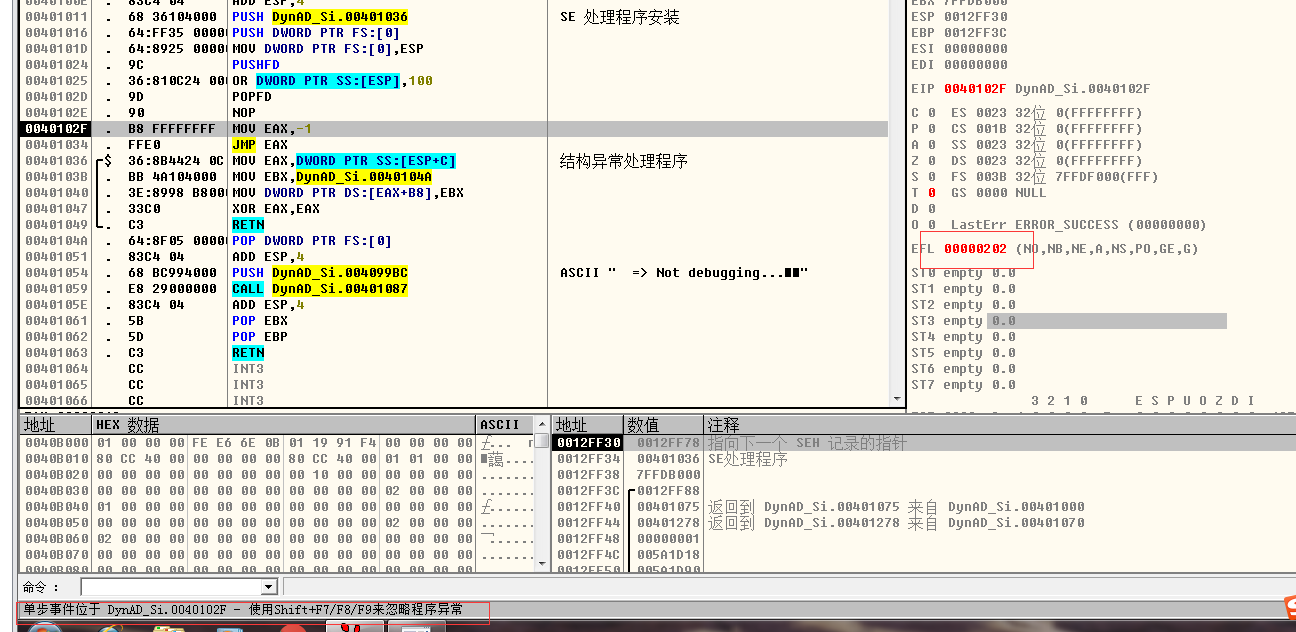 00401011 . 68 36104000 PUSH DynAD_Si.00401036 SE 处理程序安装
00401016 . 64:FF35 0000 PUSH DWORD PTR FS:[0]
0040101D . 64:8925 0000 MOV DWORD PTR FS:[0],ESP
00401024 . 9C PUSHFD
00401025 . 36:810C24 00 OR DWORD PTR SS:[ESP],100
0040102D . 9D POPFD
0040102E . 90 NOP
0040102F . B8 FFFFFFFF MOV EAX,-1
00401034 . FFE0 JMP EAX
00401036 $ 36:8B4424 0C MOV EAX,DWORD PTR SS:[ESP+C] 结构异常处理程序
0040103B . BB 4A104000 MOV EBX,DynAD_Si.0040104A
00401040 . 3E:8998 B800 MOV DWORD PTR DS:[EAX+B8],EBX
00401047 . 33C0 XOR EAX,EAX
00401049 . C3 RETN
0040104A . 64:8F05 0000 POP DWORD PTR FS:[0]
00401051 . 83C4 04 ADD ESP,4
00401054 . 68 BC994000 PUSH DynAD_Si.004099BC ASCII " => Not debugging...■■"
00401059 . E8 29000000 CALL DynAD_Si.00401087
0040105E . 83C4 04 ADD ESP,4
00401061 . 5B POP EBX
00401062 . 5D POP EBP
00401063 . C3 RETN
00401064 CC INT3
00401065 CC INT3
00401066 CC INT3
EBX 7FFDB000
ESP 0012FF30
EBP 0012FF3C
ESI 00000000
EDI 00000000
EIP 0040102F DynAD_Si.0040102F
C 0 ES 0023 32位 0(FFFFFFFF)
P 0 CS 001B 32位 0(FFFFFFFF)
A 0 SS 0023 32位 0(FFFFFFFF)
Z 0 DS 0023 32位 0(FFFFFFFF)
S 0 FS 003B 32位 7FFDF000(FFF)
T 0 GS 0000 NULL
D 0
O 0 LastErr ERROR_SUCCESS (00000000)
EFL 00000202 (NO,NB,NE,A,NS,PO,GE,G)
ST0 empty 0.0
ST1 empty 0.0
ST2 empty 0.0
ST3 empty 0.0
ST4 empty 0.0
ST5 empty 0.0
ST6 empty 0.0
ST7 empty 0.0
3 2 1 0 E S P U O Z D I
地址 HEX 数据 ASCII
0040B000 01 00 00 00 FE E6 6E 0B 01 19 91 F4 00 00 00 00
0040B010 80 CC 40 00 00 00 00 00 80 CC 40 00 01 01 00 00 ■蔼....
0040B020 00 00 00 00 00 00 00 00 00 10 00 00 00 00 00 00 .......
0040B030 00 00 00 00 00 00 00 00 00 00 00 00 02 00 00 00 .......
0040B040 01 00 00 00 00 00 00 00 00 00 00 00 00 00 00 00
0040B050 00 00 00 00 00 00 00 00 00 00 00 00 02 00 00 00 .......
0040B060 02 00 00 00 00 00 00 00 00 00 00 00 00 00 00 00
0040B070 00 00 00 00 00 00 00 00 00 00 00 00 00 00 00 00 .......
地址 数值 注释
0012FF30 0012FF78 指向下一个 SEH 记录的指针
0012FF34 00401036 SE处理程序
0012FF38 7FFDB000
0012FF3C 0012FF88
0012FF40 00401075 返回到 DynAD_Si.00401075 来自 DynAD_Si.00401000
0012FF44 00401278 返回到 DynAD_Si.00401278 来自 DynAD_Si.00401070
0012FF48 00000001
0012FF4C 005A1D18
0012FF50 005A1D90
命令 :
单步事件位于 DynAD_Si.0040102F - 使用Shift+F7/F8/F9来忽略程序异常